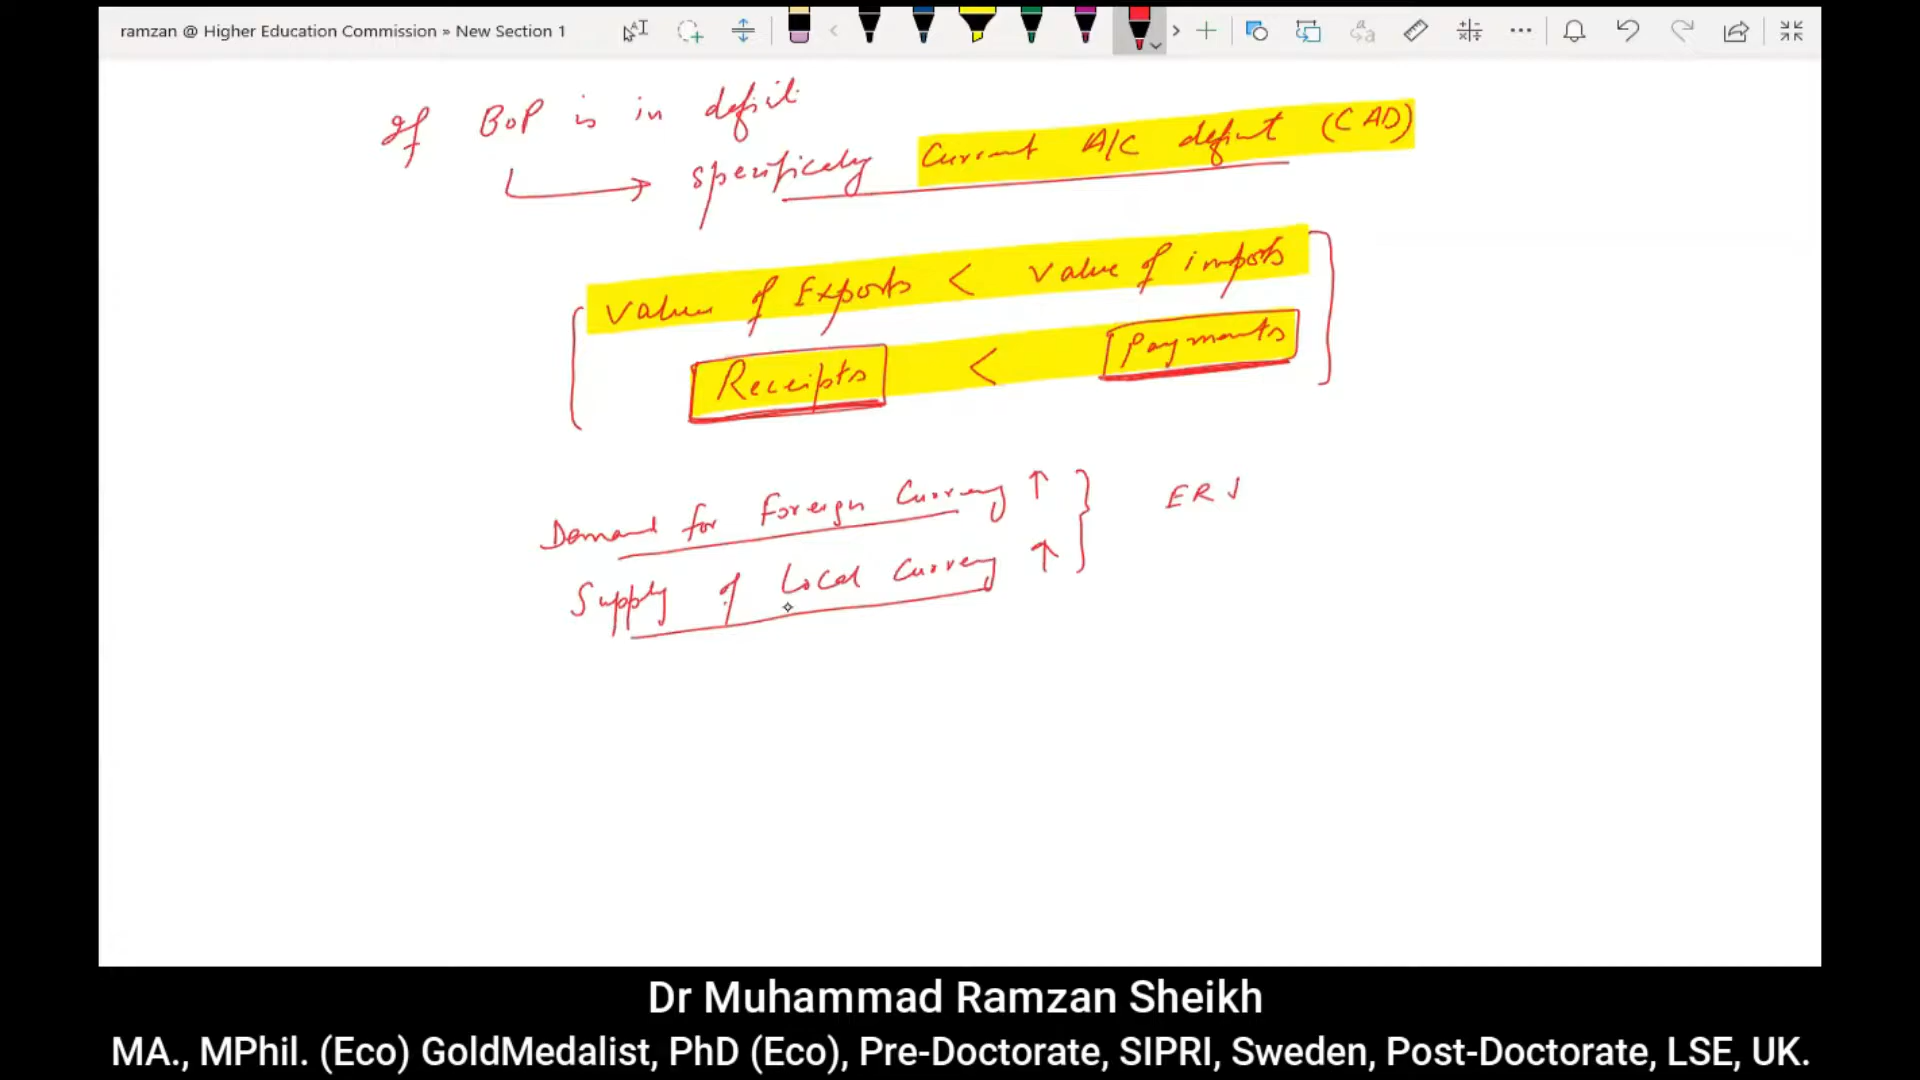 ramzan @ Higher Education Commission » New Section 1
If BOP is in deficit
specifically Current A/C deficit (CAD)
Value of Exports < Value of imports
Receipts < Payments
Demand for Foreign Currency ↑
ER ↓
Supply of Local Currency ↑
Dr Muhammad Ramzan Sheikh
MA., MPhil. (Eco) GoldMedalist, PhD (Eco), Pre-Doctorate, SIPRI, Sweden, Post-Doctorate, LSE, UK.